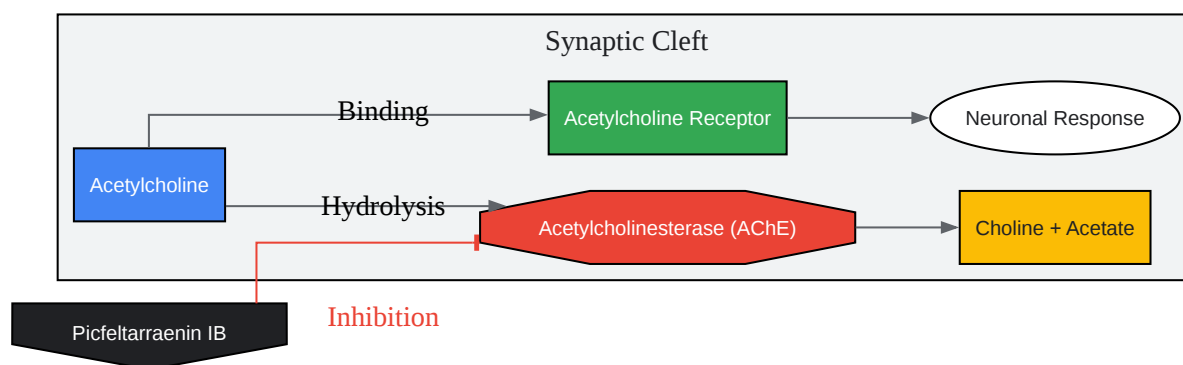 Synaptic Cleft
Binding
Acetylcholine Receptor
Neuronal Response
Acetylcholine
Hydrolysis
Acetylcholinesterase (AChE)
Choline + Acetate
Inhibition
Picfeltarraenin IB